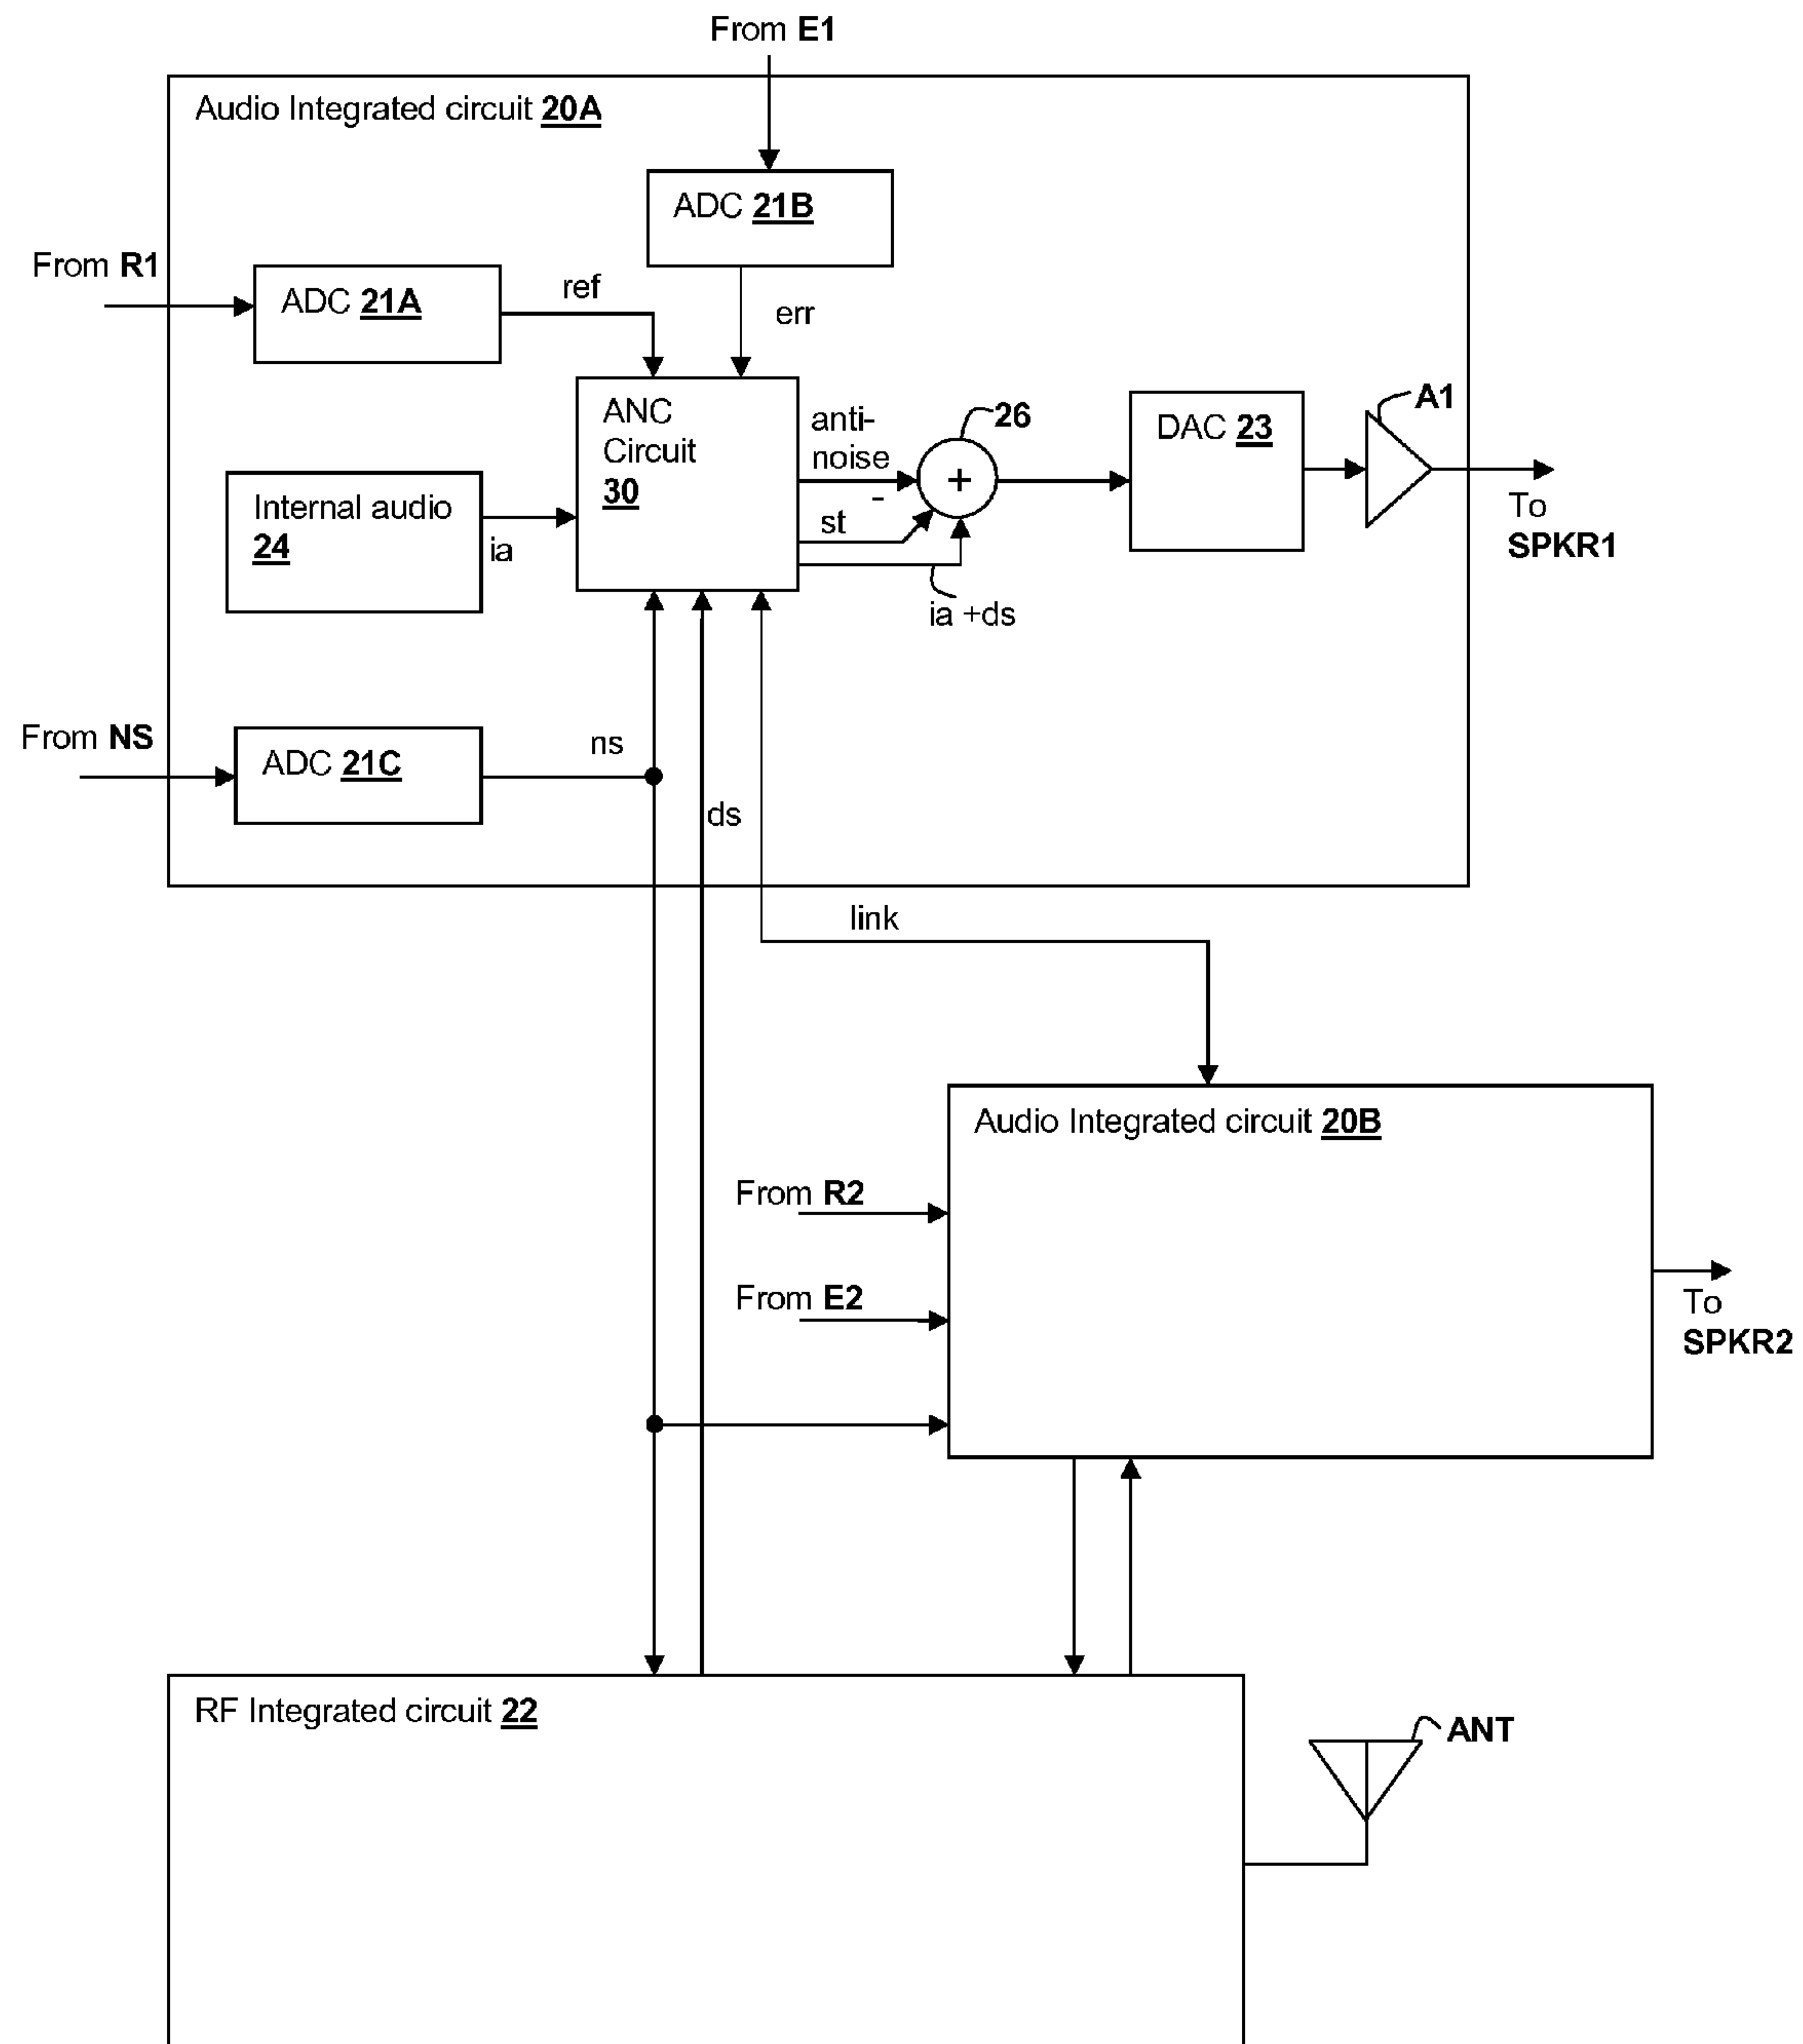 From E1
Audio Integrated circuit 20A
ADC 21B
From R1
ADC 21A
ref
err
ANC
Circuit
30
anti-
noise
-
26
+
DAC 23
A1
Internal audio
24
ia
st
ia +ds
To
SPKR1
From NS
ADC 21C
ns
ds
link
Audio Integrated circuit 20B
From R2
From E2
To
SPKR2
RF Integrated circuit 22
ANT